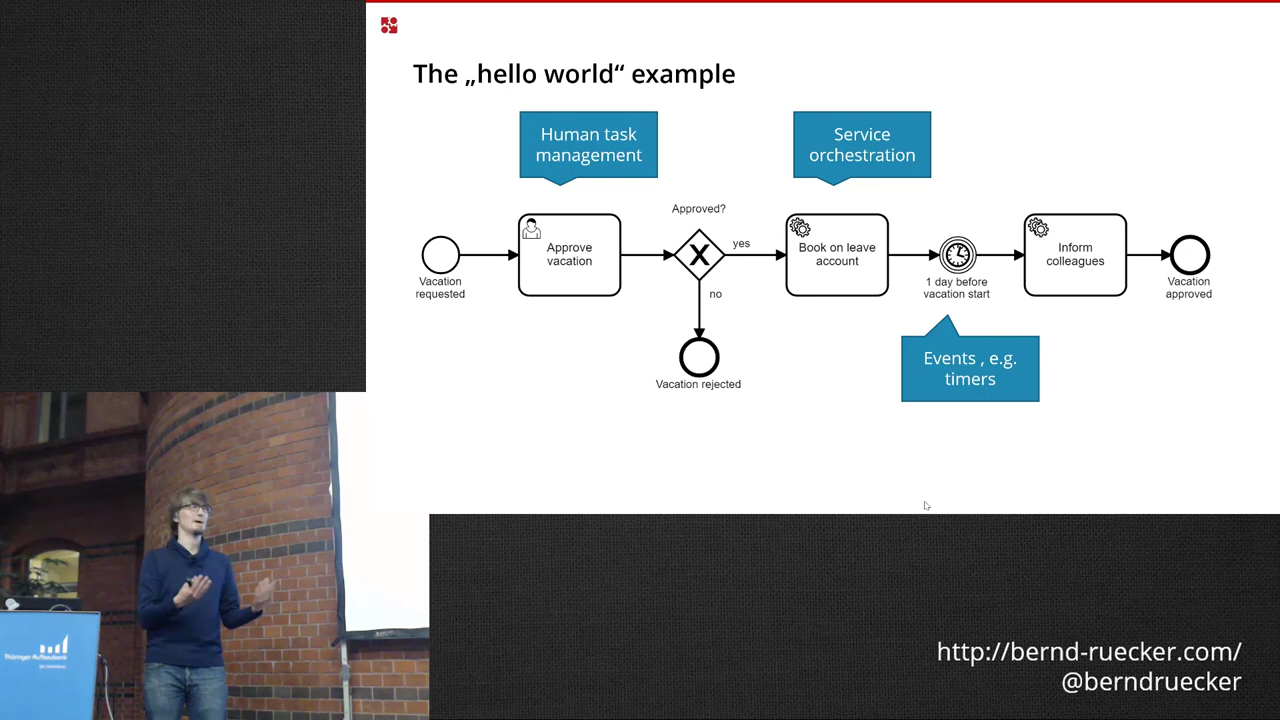 The „hello world“ example
Human task
management
Service
orchestration
Approved?
Approve
vacation
yes
Book on leave
account
Inform
colleagues
Vacation
requested
no
1 day before
vacation start
Vacation
approved
Events , e.g.
timers
Vacation rejected
Thüringer Aufbaubank
http://bernd-ruecker.com/
@berndruecker